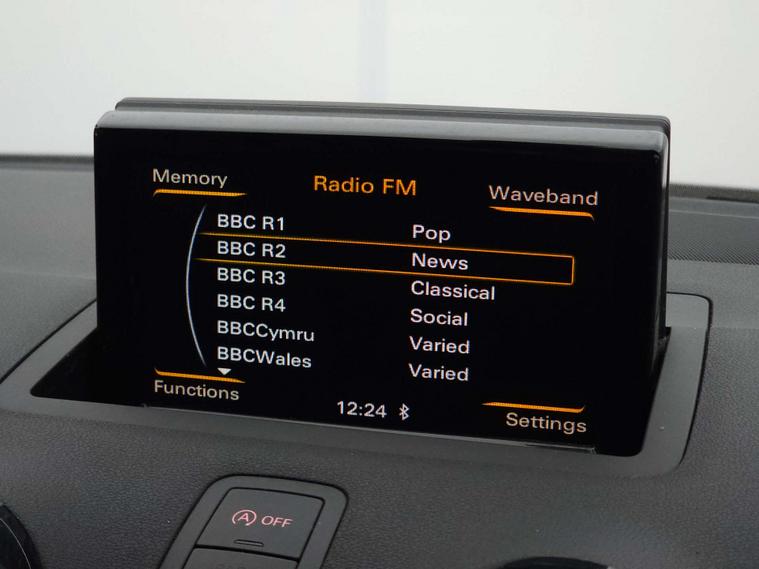 Memory
Radio FM
Waveband
BBC R1 Pop
BBC R2 News
BBC R3 Classical
BBC R4 Social
BBCCymru Varied
BBCWales Varied
Functions
12:24
Settings
A OFF